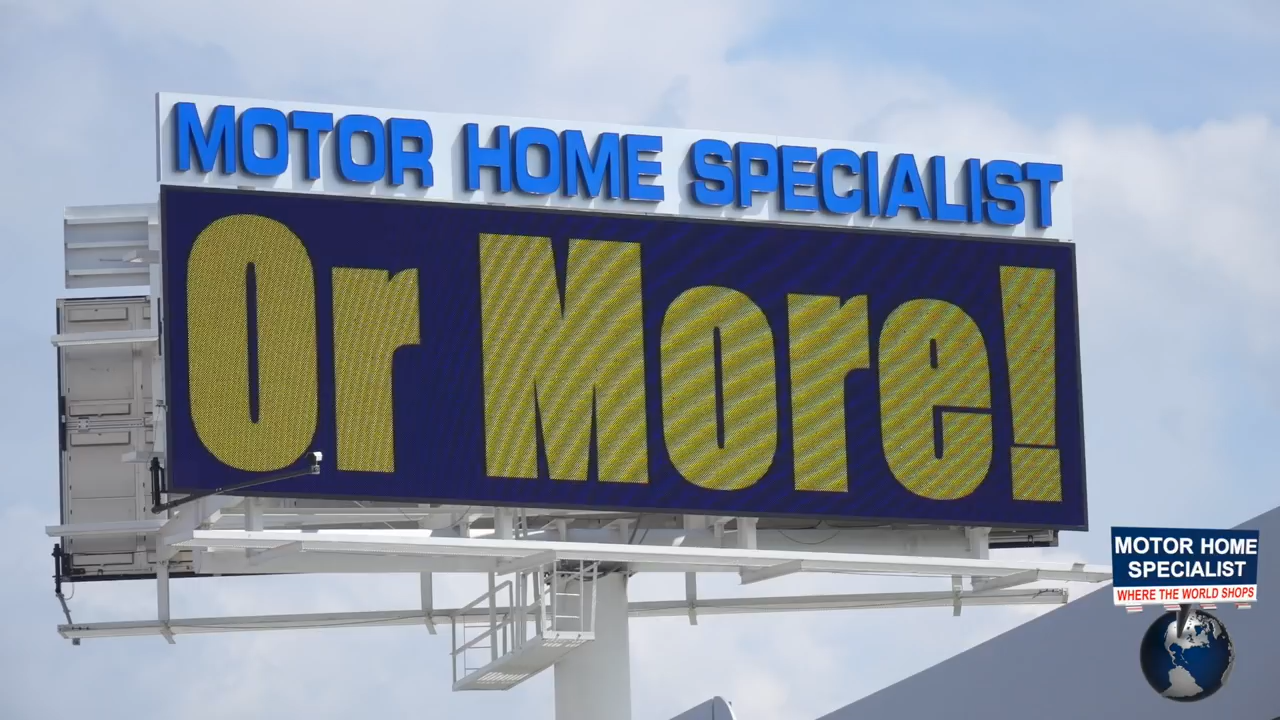 MOTOR HOME SPECIALIST
Or More!
MOTOR HOME
SPECIALIST
WHERE THE WORLD SHOPS